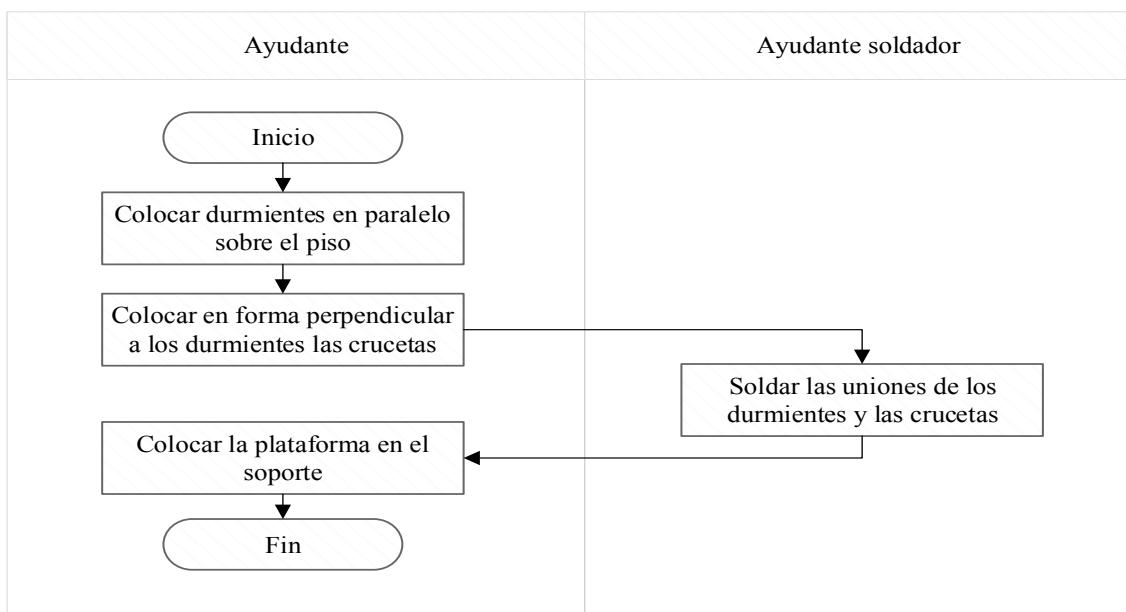 Ayudante
Ayudante soldador
Inicio
Colocar durmientes en paralelo
sobre el piso
Colocar en forma perpendicular
a los durmientes las crucetas
Soldar las uniones de los
durmientes y las crucetas
Colocar la plataforma en el
soporte
Fin